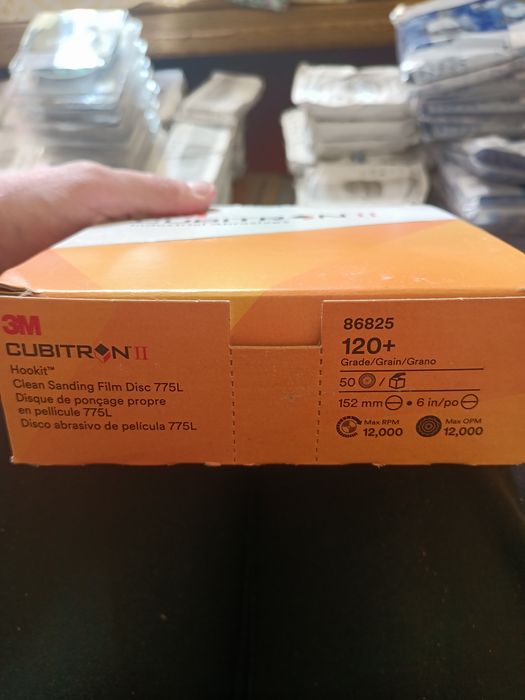 CUBITRON II
3M
CUBITRON II
Hookit™
Clean Sanding Film Disc 775L
Disque de ponçage propre
en pellicule 775L
Disco abrasivo de película 775L
86825
120+
Grade/Grain/Grano
50 /
152 mm • 6 in/po
Max RPM
12,000
Max OPM
12,000